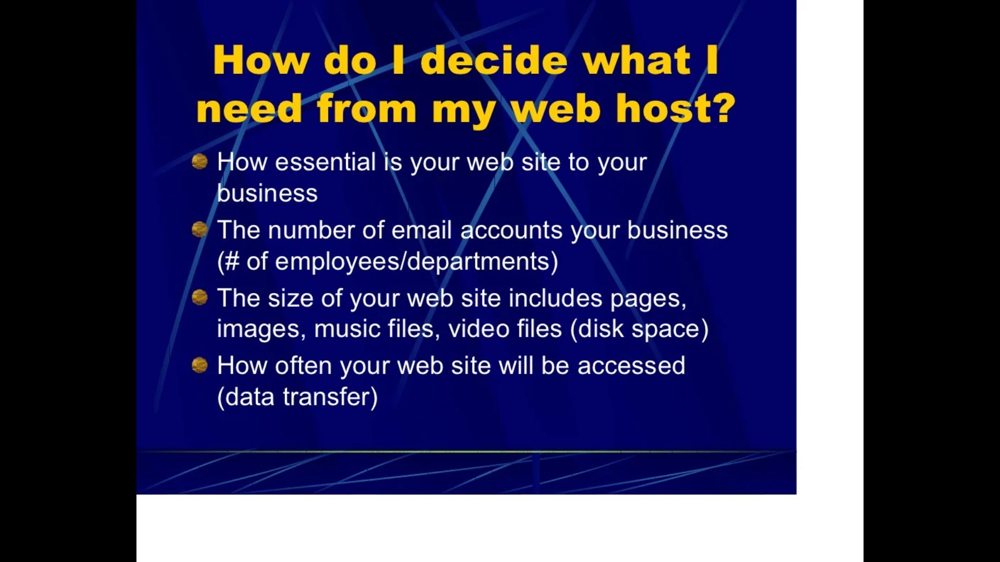 How do I decide what I
need from my web host?
How essential is your web site to your
business
The number of email accounts your business
(# of employees/departments)
The size of your web site includes pages,
images, music files, video files (disk space)
How often your web site will be accessed
(data transfer)